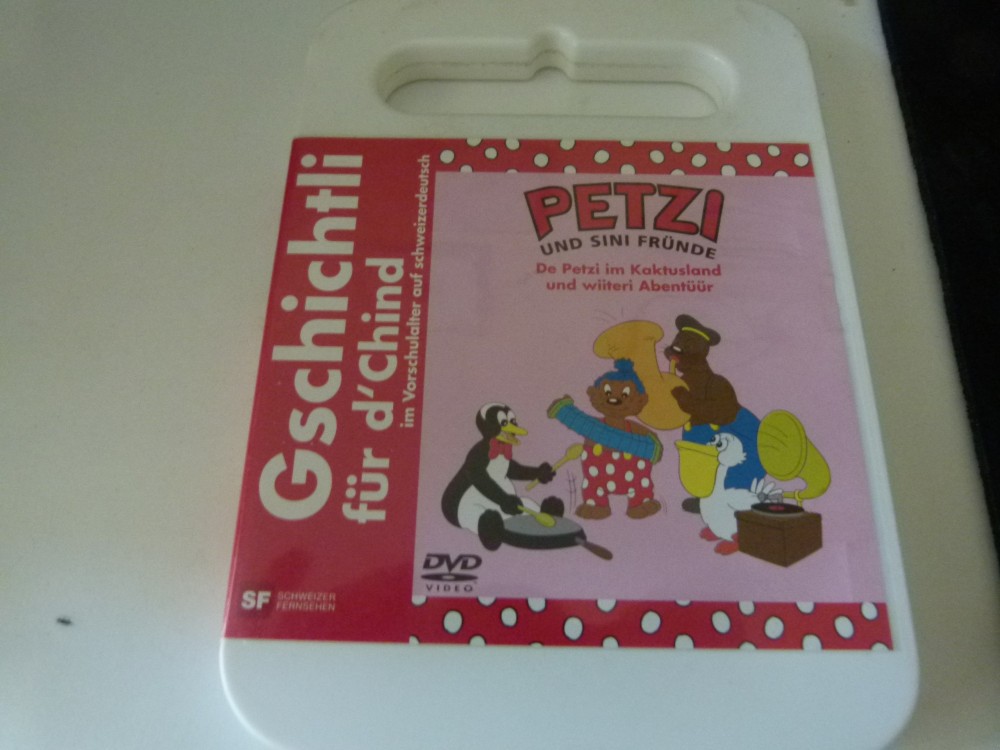 Gschichtli
für d'Chind
im Vorschulalter auf schweizerdeutsch
PETZI
UND SINI FRÜNDE
De Petzi im Kaktusland
und wiiteri Abentüür
DVD
VIDEO
SF SCHWEIZER
FERNSEHEN